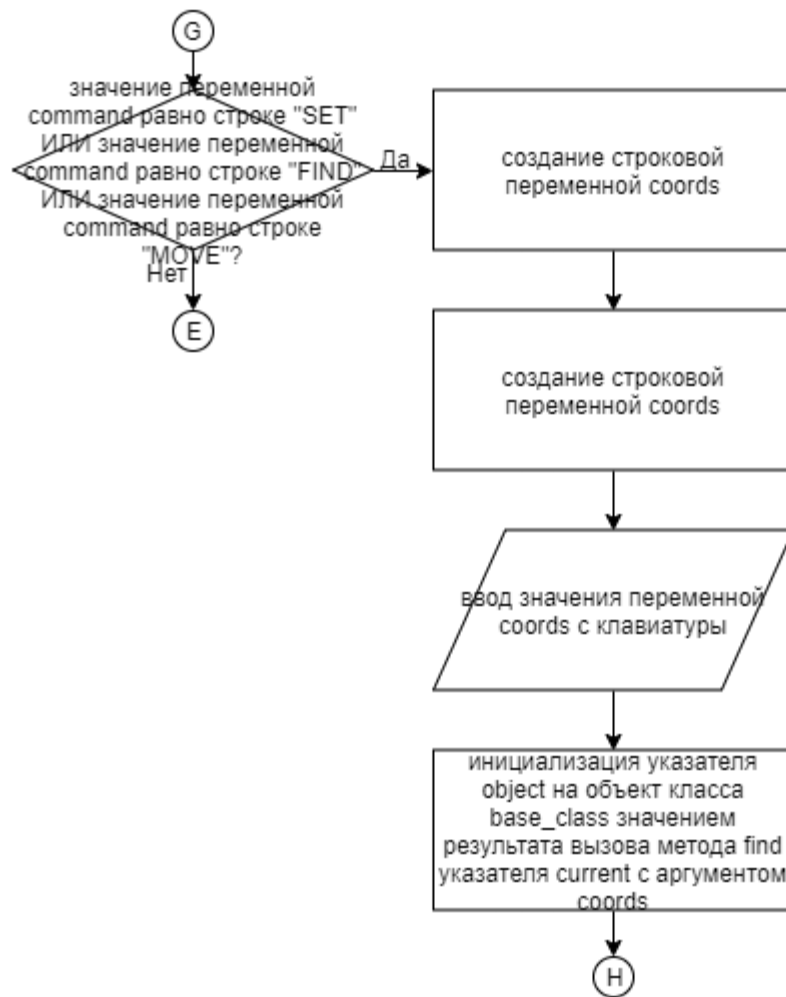 G
значение переменной
command равно строке "SET"
ИЛИ значение переменной
command равно строке "FIND"
ИЛИ значение переменной
command равно строке
"MOVE"?
Да
Нет
E
создание строковой
переменной coords
создание строковой
переменной coords
ввод значения переменной
coords с клавиатуры
инициализация указателя
object на объект класса
base_class значением
результата вызова метода find
указателя current с аргументом
coords
H